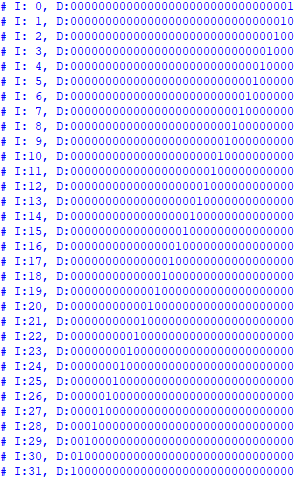 # I: 0, D:00000000000000000000000000000001
# I: 1, D:00000000000000000000000000000010
# I: 2, D:00000000000000000000000000000100
# I: 3, D:00000000000000000000000000001000
# I: 4, D:00000000000000000000000000010000
# I: 5, D:00000000000000000000000000100000
# I: 6, D:00000000000000000000000001000000
# I: 7, D:00000000000000000000000010000000
# I: 8, D:00000000000000000000000100000000
# I: 9, D:00000000000000000000001000000000
# I:10, D:00000000000000000000010000000000
# I:11, D:00000000000000000000100000000000
# I:12, D:00000000000000000001000000000000
# I:13, D:00000000000000000010000000000000
# I:14, D:00000000000000000100000000000000
# I:15, D:00000000000000001000000000000000
# I:16, D:00000000000000010000000000000000
# I:17, D:00000000000000100000000000000000
# I:18, D:00000000000001000000000000000000
# I:19, D:00000000000010000000000000000000
# I:20, D:00000000000100000000000000000000
# I:21, D:00000000001000000000000000000000
# I:22, D:00000000010000000000000000000000
# I:23, D:00000000100000000000000000000000
# I:24, D:00000001000000000000000000000000
# I:25, D:00000010000000000000000000000000
# I:26, D:00000100000000000000000000000000
# I:27, D:00001000000000000000000000000000
# I:28, D:00010000000000000000000000000000
# I:29, D:00100000000000000000000000000000
# I:30, D:01000000000000000000000000000000
# I:31, D:10000000000000000000000000000000